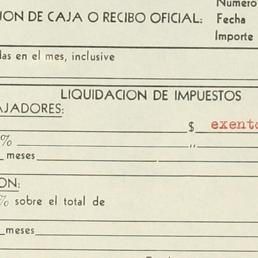 Número
ION DE CAJA O RECIBO OFICIAL: Fecha
Importe
das en el mes, inclusive
LIQUIDACION DE IMPUESTOS
AJADORES:
$ exento
% "
meses
ON:
% sobre el total de
meses